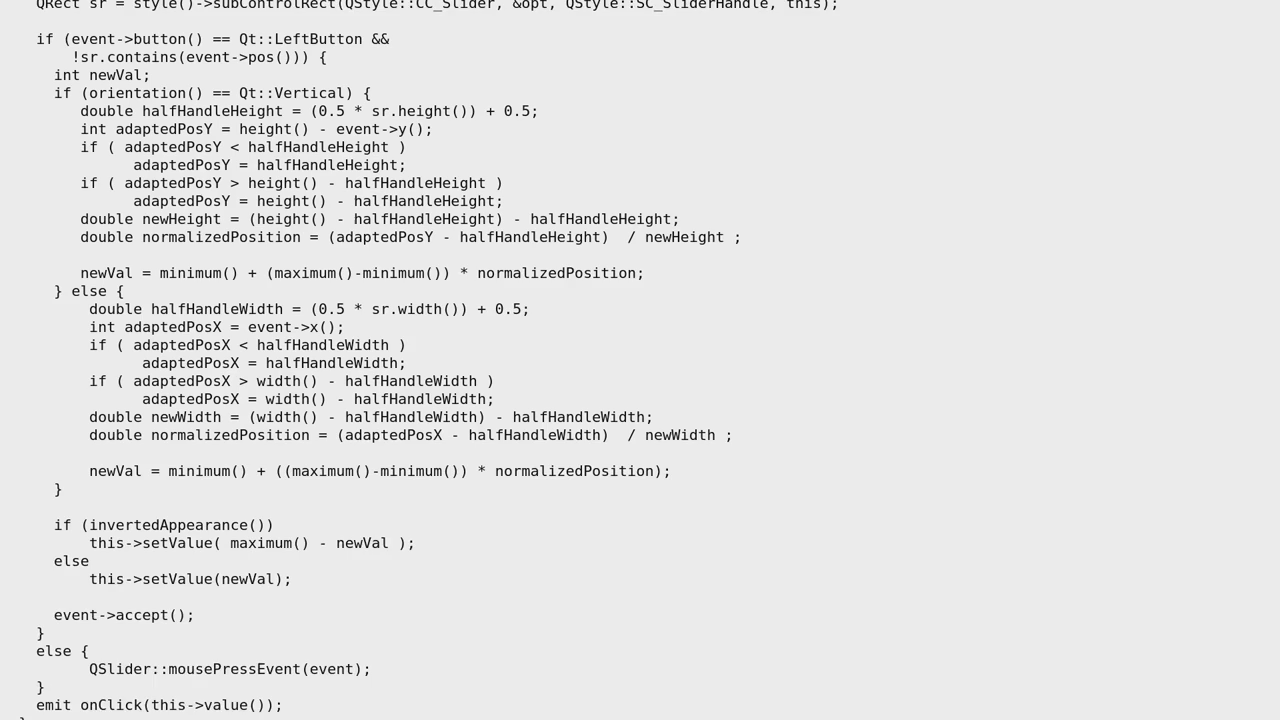 QRect sr = style()->subControlRect(QStyle::CC_Slider, &opt, QStyle::SC_SliderHandle, this);
if (event->button() == Qt::LeftButton &&
!sr.contains(event->pos())) {
int newVal;
if (orientation() == Qt::Vertical) {
double halfHandleHeight = (0.5 * sr.height()) + 0.5;
int adaptedPosY = height() - event->y();
if ( adaptedPosY < halfHandleHeight )
adaptedPosY = halfHandleHeight;
if ( adaptedPosY > height() - halfHandleHeight )
adaptedPosY = height() - halfHandleHeight;
double newHeight = (height() - halfHandleHeight) - halfHandleHeight;
double normalizedPosition = (adaptedPosY - halfHandleHeight)  / newHeight ;
newVal = minimum() + (maximum()-minimum()) * normalizedPosition;
} else {
double halfHandleWidth = (0.5 * sr.width()) + 0.5;
int adaptedPosX = event->x();
if ( adaptedPosX < halfHandleWidth )
adaptedPosX = halfHandleWidth;
if ( adaptedPosX > width() - halfHandleWidth )
adaptedPosX = width() - halfHandleWidth;
double newWidth = (width() - halfHandleWidth) - halfHandleWidth;
double normalizedPosition = (adaptedPosX - halfHandleWidth)  / newWidth ;
newVal = minimum() + ((maximum()-minimum()) * normalizedPosition);
}
if (invertedAppearance())
this->setValue( maximum() - newVal );
else
this->setValue(newVal);
event->accept();
}
else {
QSlider::mousePressEvent(event);
}
emit onClick(this->value());
}